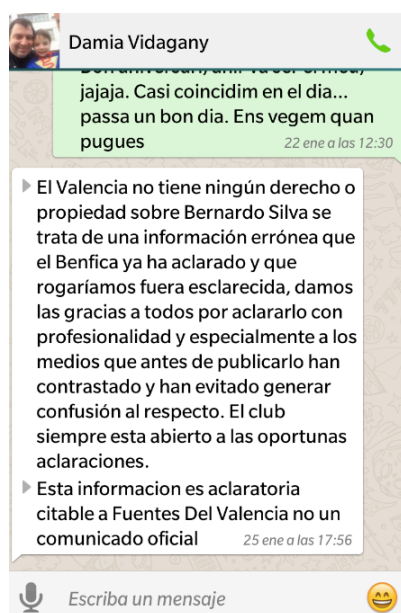 Damia Vidagany
jajaja. Casi coincidim en el dia...
passa un bon dia. Ens vegem quan
pugues
22 ene a las 12:30
El Valencia no tiene ningún derecho o
propiedad sobre Bernardo Silva se
trata de una información errónea que
el Benfica ya ha aclarado y que
rogaríamos fuera esclarecida, damos
las gracias a todos por aclararlo con
profesionalidad y especialmente a los
medios que antes de publicarlo han
contrastado y han evitado generar
confusión al respecto. El club
siempre esta abierto a las oportunas
aclaraciones.
Esta informacion es aclaratoria
citable a Fuentes Del Valencia no un
comunicado oficial
25 ene a las 17:56
Escriba un mensaje